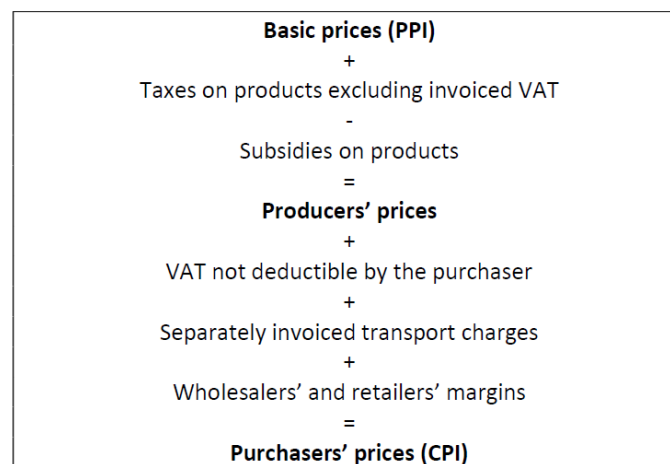 Basic prices (PPI)
+
Taxes on products excluding invoiced VAT
-
Subsidies on products
=
Producers’ prices
+
VAT not deductible by the purchaser
+
Separately invoiced transport charges
+
Wholesalers’ and retailers’ margins
=
Purchasers’ prices (CPI)